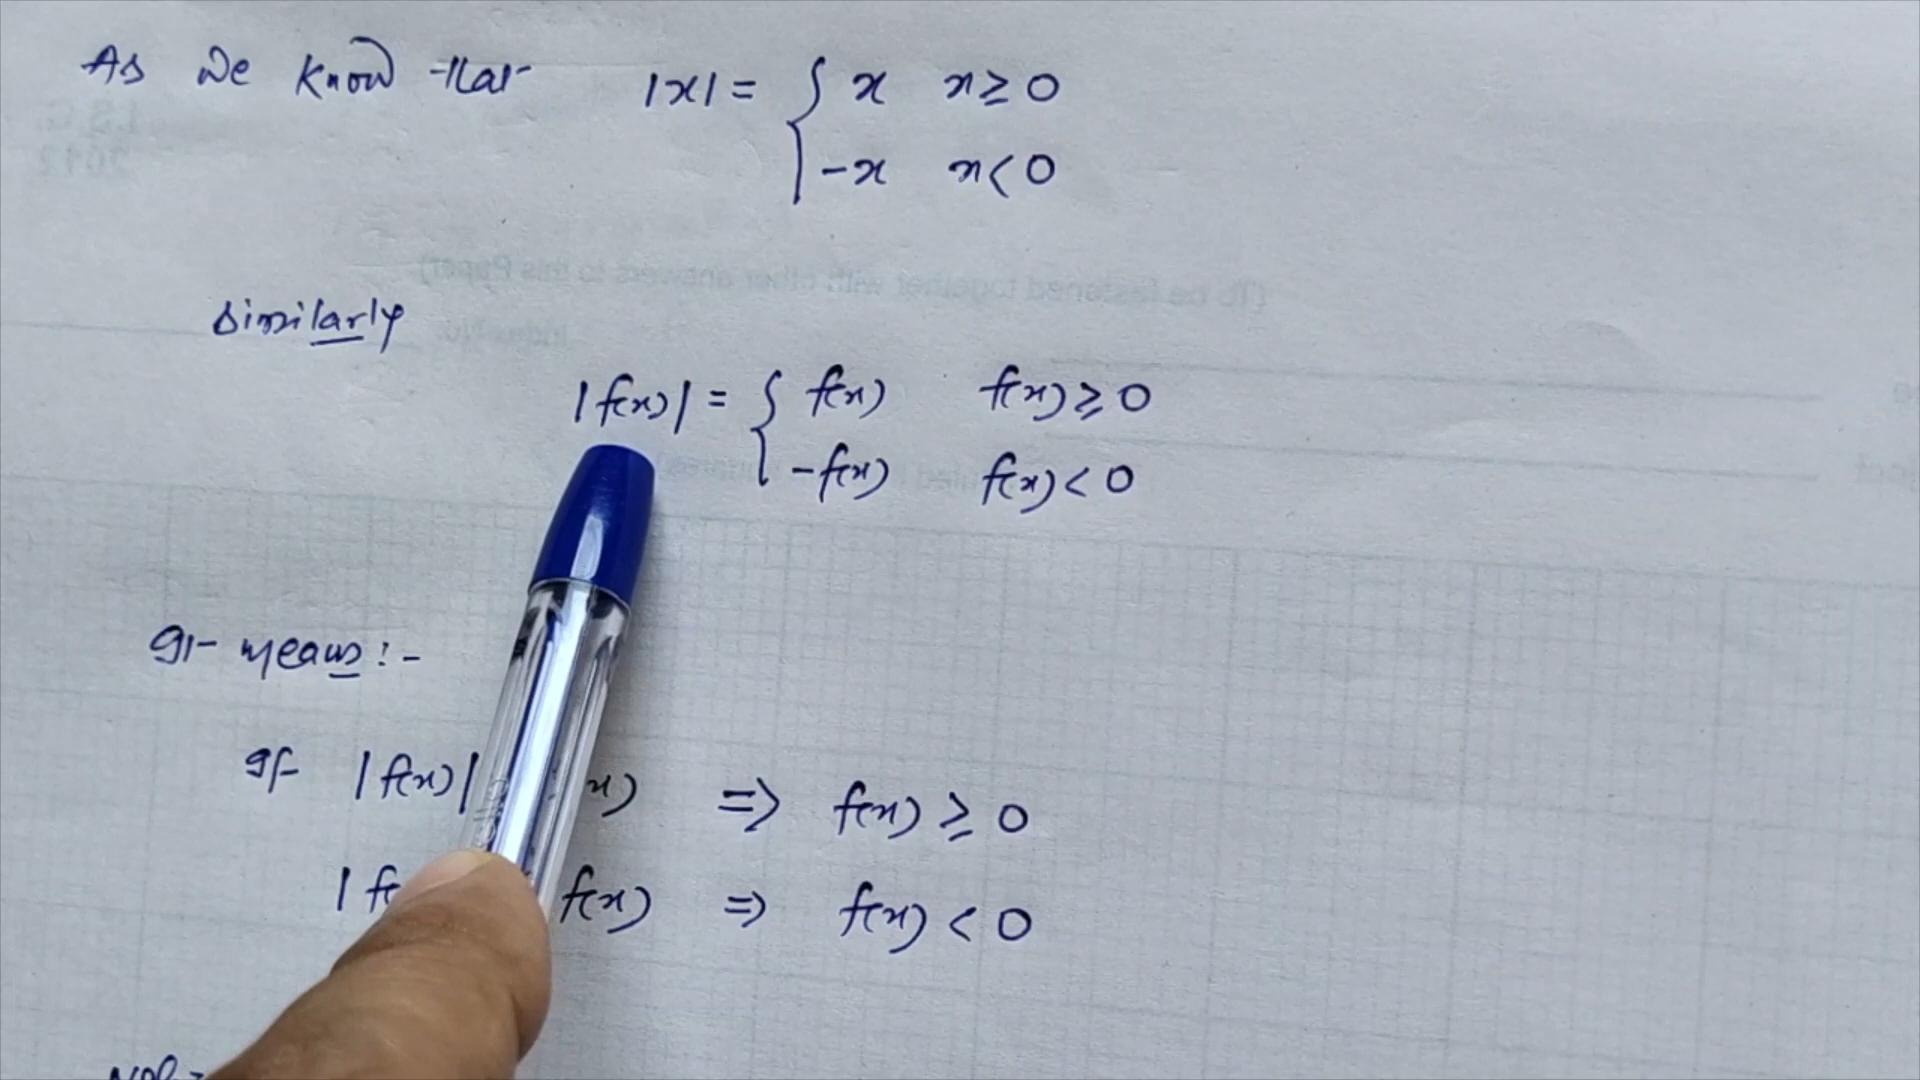 As we know that |x| = { x x ≥ 0
-x x < 0
Similarly
|f(x)| = { f(x) f(x) ≥ 0
-f(x) f(x) < 0
It means :-
If |f(x)| x) ⇒ f(x) ≥ 0
|f f(x) ⇒ f(x) < 0